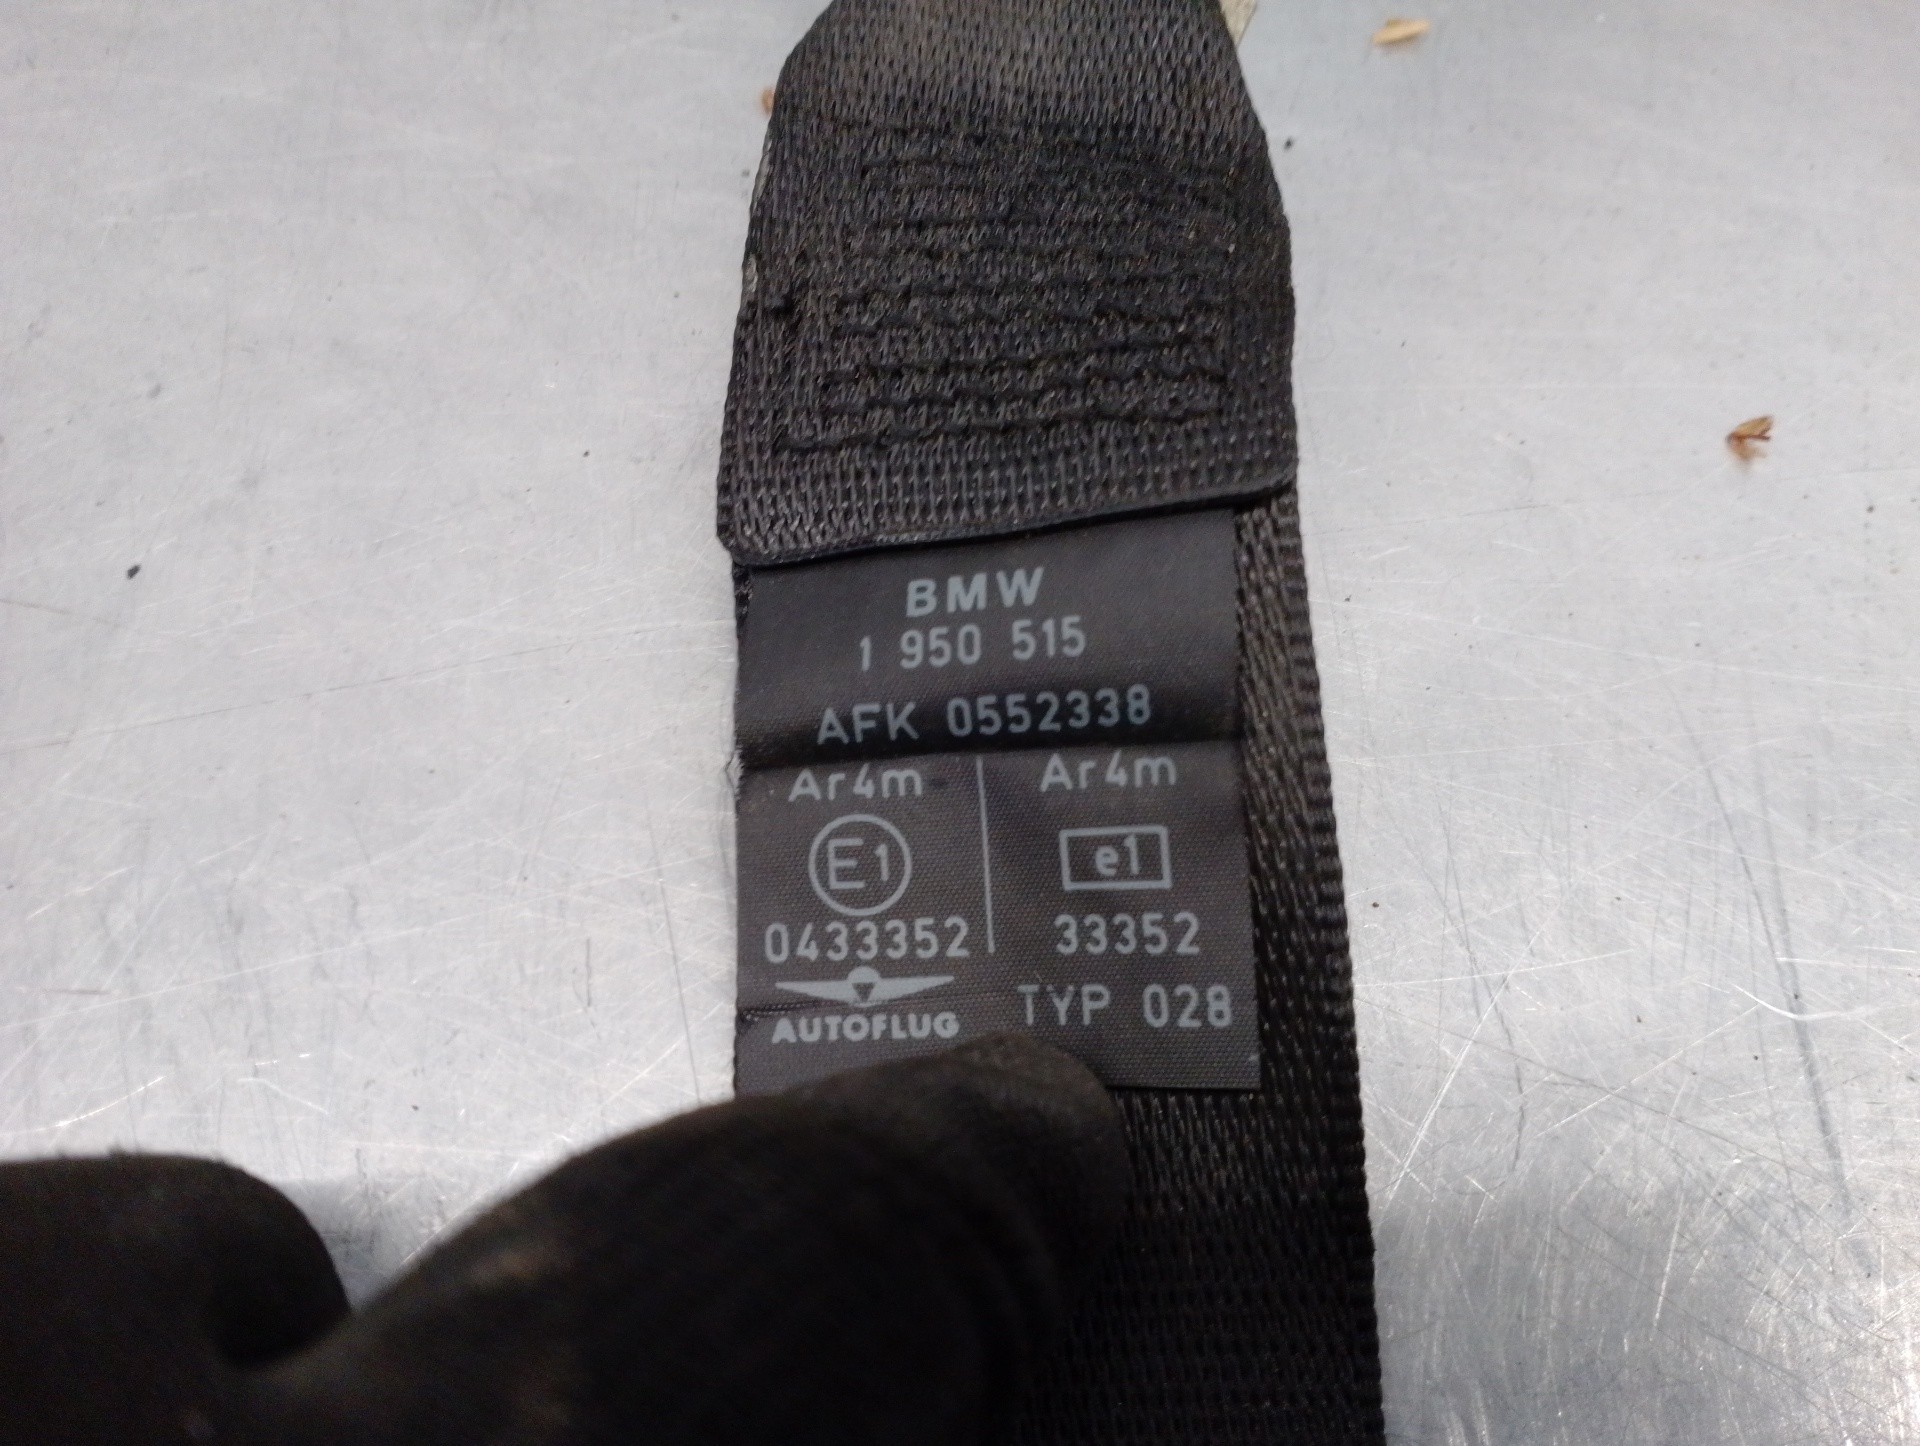 BMW
1 950 515
AFK 0552338
Ar4m Ar4m
E1 e1
0433352 33352
AUTOFLUG TYP 028